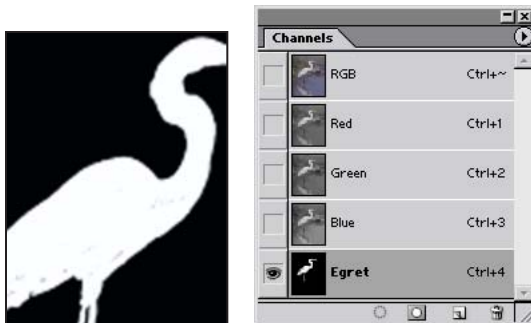 Channels
RGB Ctrl+~
Red Ctrl+1
Green Ctrl+2
Blue Ctrl+3
Egret Ctrl+4